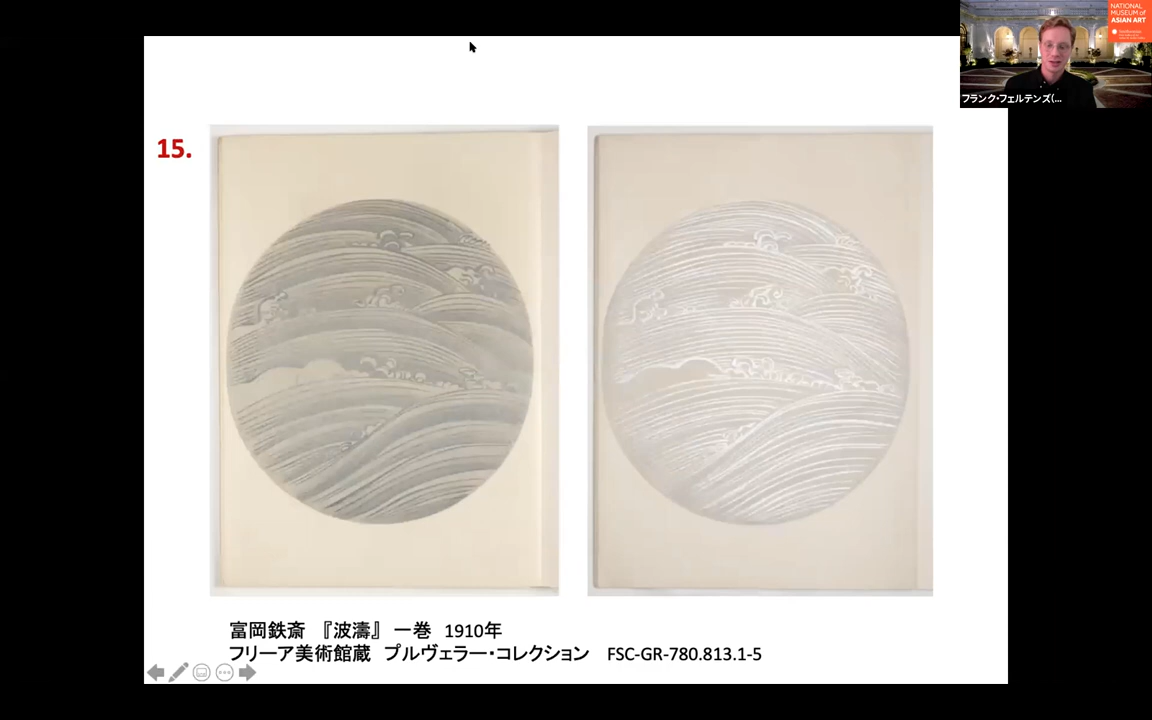 NATIONAL
MUSEUM of
ASIAN ART
Smithsonian
フランク・フェルテンズ(...
15.
富岡鉄斎 『波濤』 一巻 1910年
フリーア美術館蔵 プルヴェラー・コレクション FSC-GR-780.813.1-5